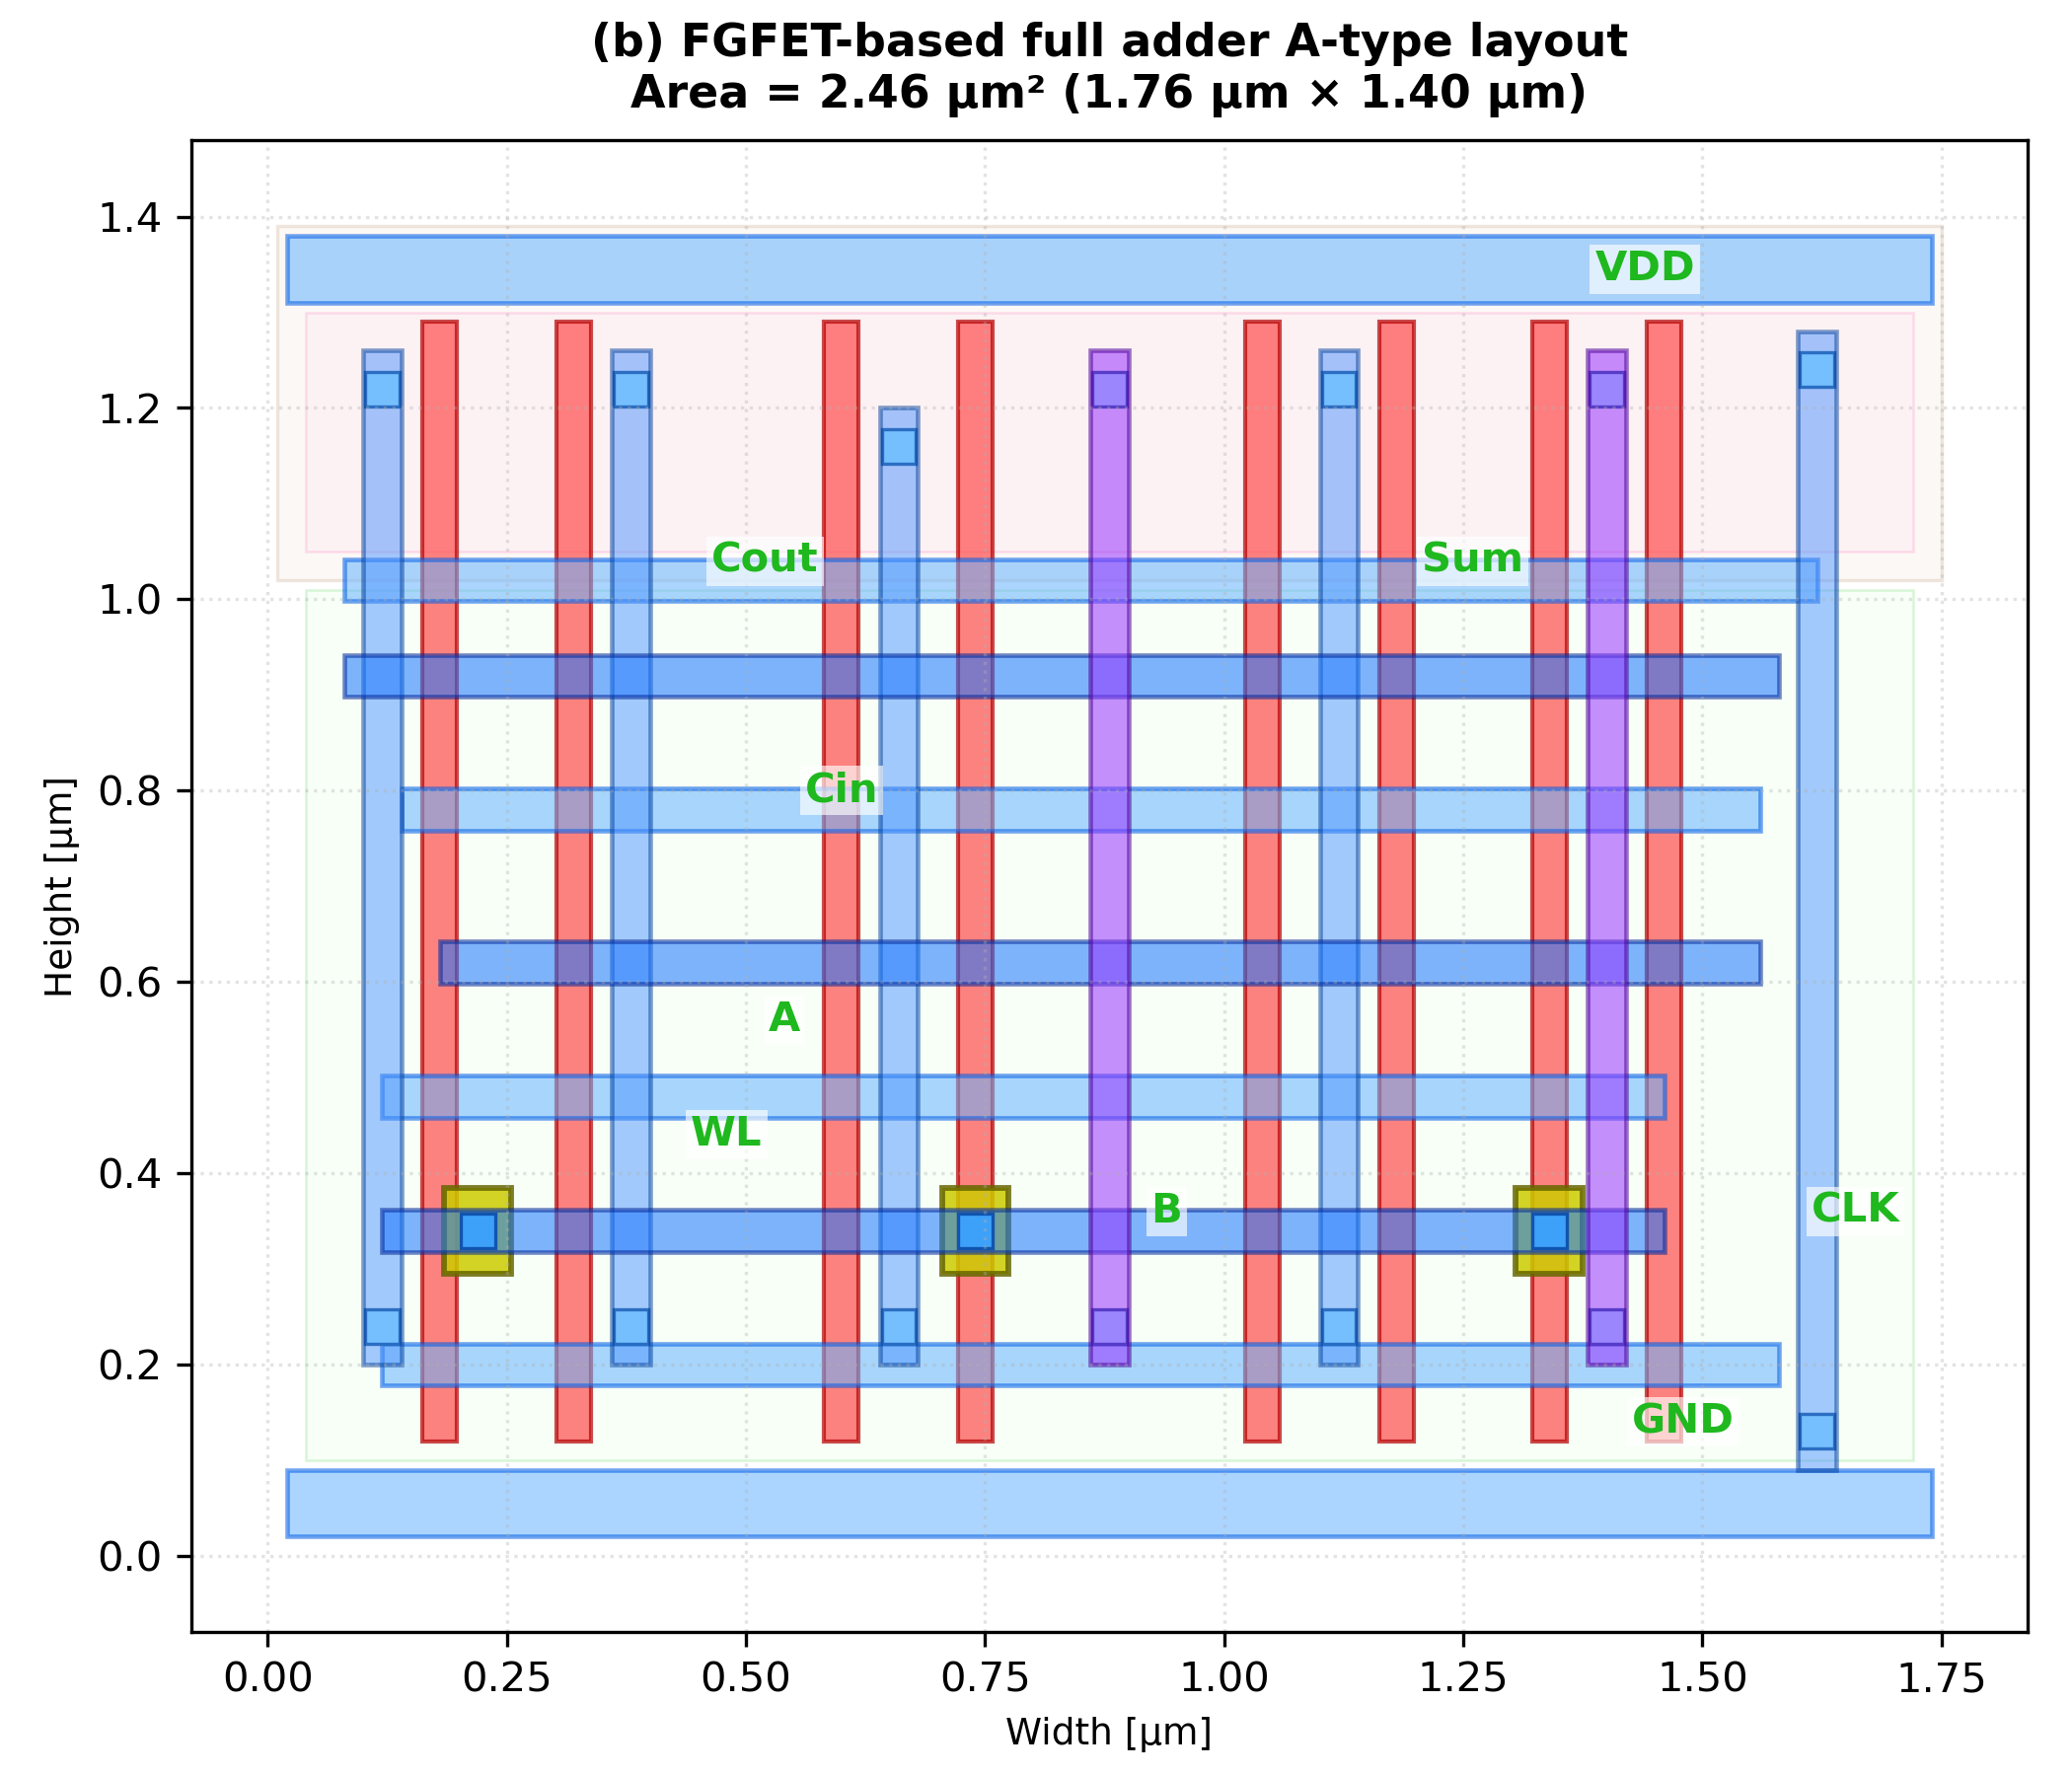 (b) FGFET-based full adder A-type layout
Area = 2.46 μm² (1.76 μm × 1.40 μm)
1.4
VDD
1.2
Cout
Sum
1.0
0.8
Cin
Height [μm]
0.6
A
WL
0.4
B
CLK
0.2
GND
0.0
0.00 0.25 0.50 0.75 1.00 1.25 1.50 1.75
Width [μm]